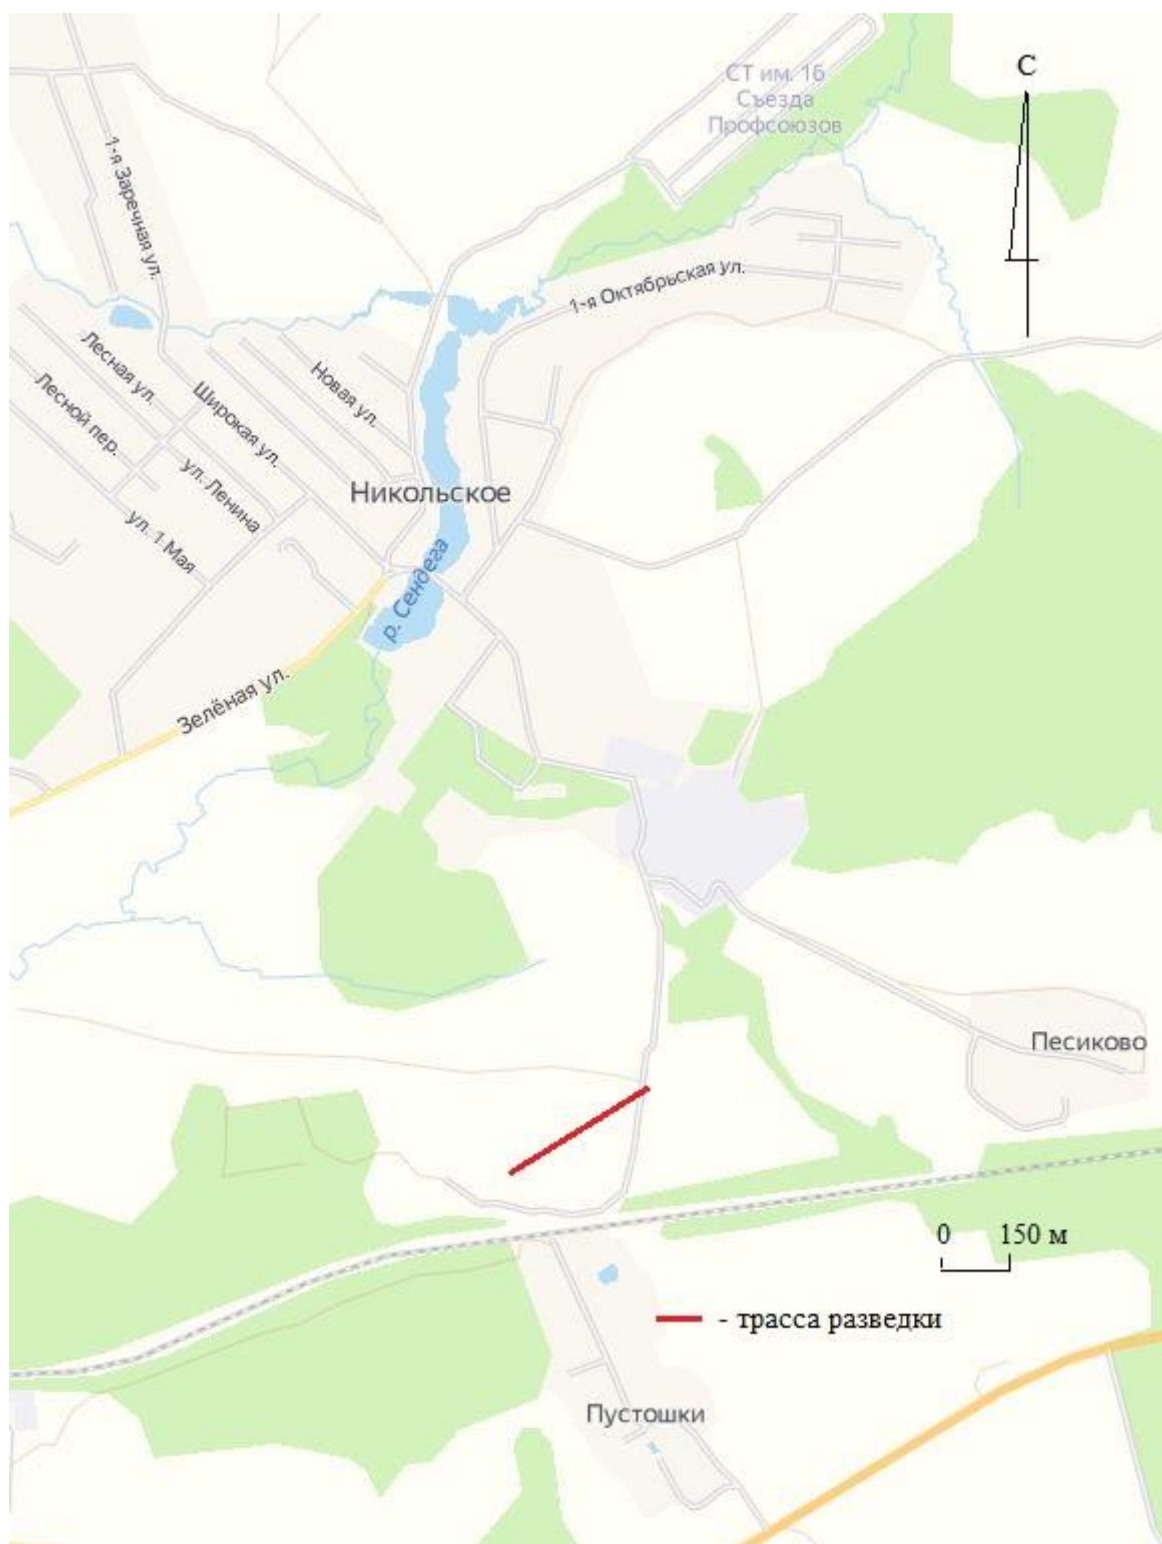 С
СТ им. 16
Съезда
Профсоюзов
1-я Заречная ул.
1-я Октябрьская ул.
Лесная ул.
Новая ул.
Широкая ул.
Лесной пер.
ул. Ленина
Никольское
ул. 1 Мая
р. Сендега
Зелёная ул.
Песиково
0 150 м
- трасса разведки
Пустошки